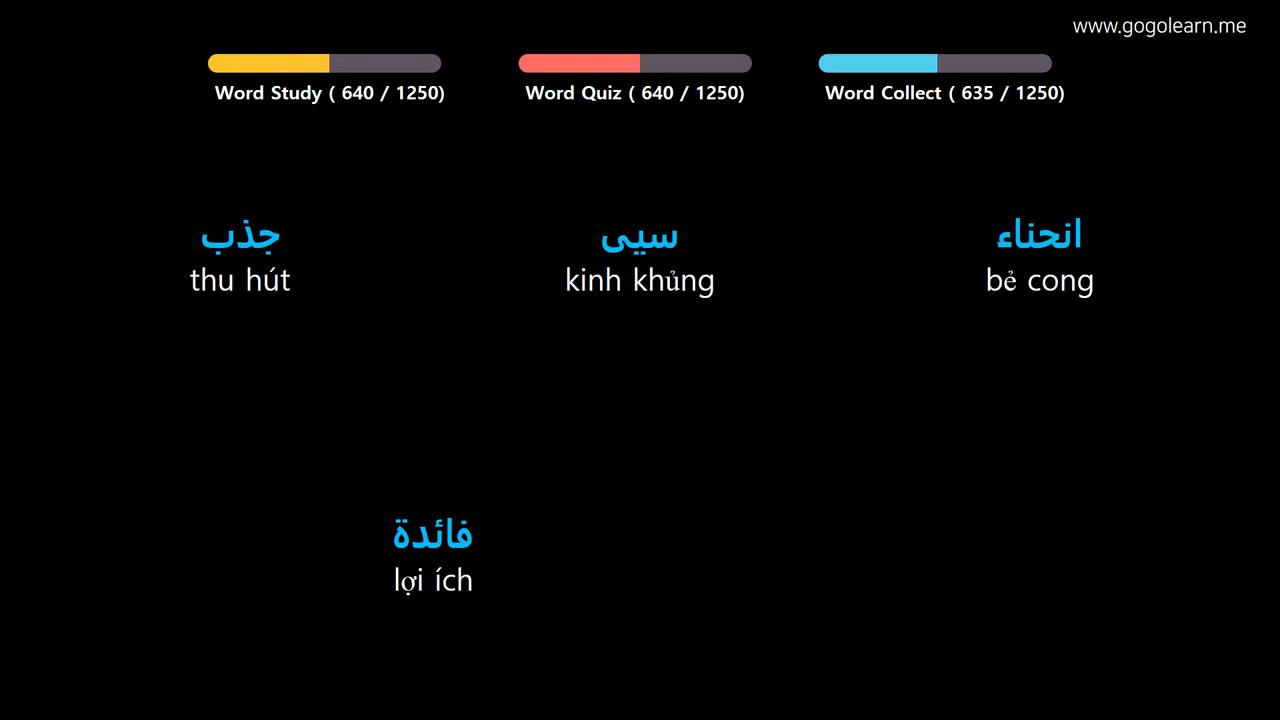 www.gogolearn.me
Word Study ( 640 / 1250)
Word Quiz ( 640 / 1250)
Word Collect ( 635 / 1250)
جذب
thu hút
سيى
kinh khủng
انحناء
bẻ cong
فائدة
lợi ích